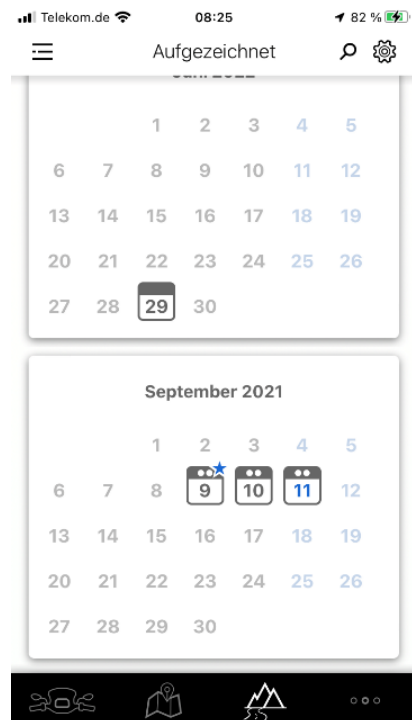 Telekom.de 08:25 82 %
Aufgezeichnet
Juni 2022
1 2 3 4 5
6 7 8 9 10 11 12
13 14 15 16 17 18 19
20 21 22 23 24 25 26
27 28 29 30
September 2021
1 2 3 4 5
6 7 8 9 10 11 12
13 14 15 16 17 18 19
20 21 22 23 24 25 26
27 28 29 30